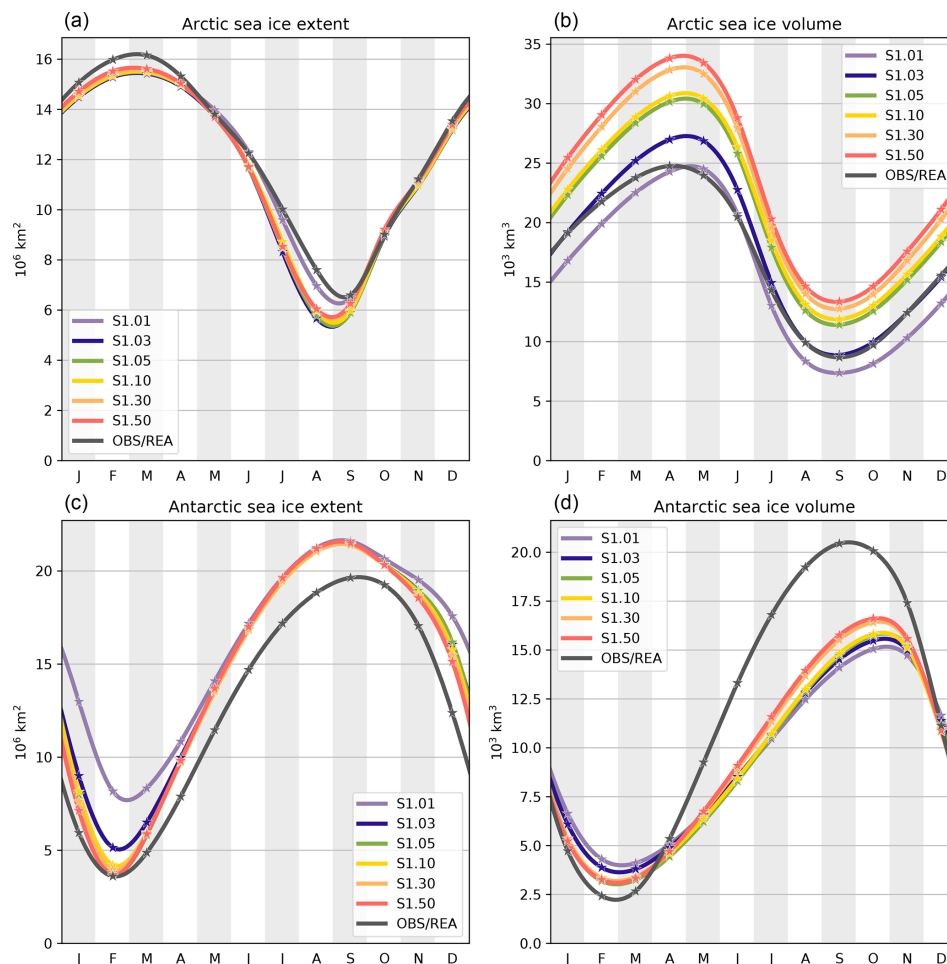 (a)
Arctic sea ice extent
10⁶ km²
16
14
12
10
8
6
4
2
0
S1.01
S1.03
S1.05
S1.10
S1.30
S1.50
OBS/REA
J F M A M J J A S O N D
(b)
Arctic sea ice volume
10³ km³
35
30
25
20
15
10
5
0
S1.01
S1.03
S1.05
S1.10
S1.30
S1.50
OBS/REA
J F M A M J J A S O N D
(c)
Antarctic sea ice extent
10⁶ km²
20
15
10
5
0
S1.01
S1.03
S1.05
S1.10
S1.30
S1.50
OBS/REA
J F M A M J J A S O N D
(d)
Antarctic sea ice volume
10³ km³
20.0
17.5
15.0
12.5
10.0
7.5
5.0
2.5
0.0
S1.01
S1.03
S1.05
S1.10
S1.30
S1.50
OBS/REA
J F M A M J J A S O N D